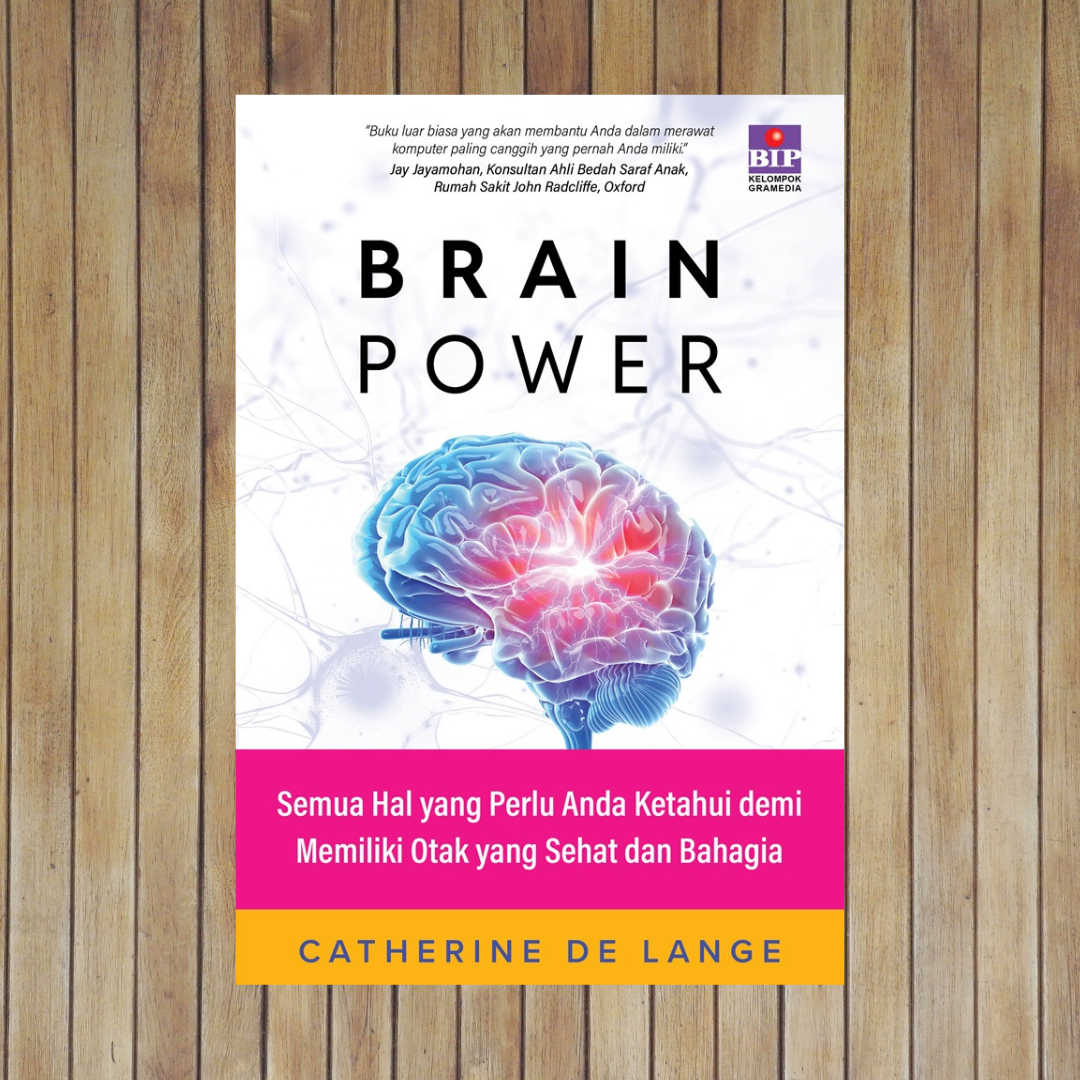 "Buku luar biasa yang akan membantu Anda dalam merawat
komputer paling canggih yang pernah Anda miliki."
Jay Jayamohan, Konsultan Ahli Bedah Saraf Anak,
Rumah Sakit John Radcliffe, Oxford
BIP
KELOMPOK
GRAMEDIA
BRAIN
POWER
Semua Hal yang Perlu Anda Ketahui demi
Memiliki Otak yang Sehat dan Bahagia
CATHERINE DE LANGE